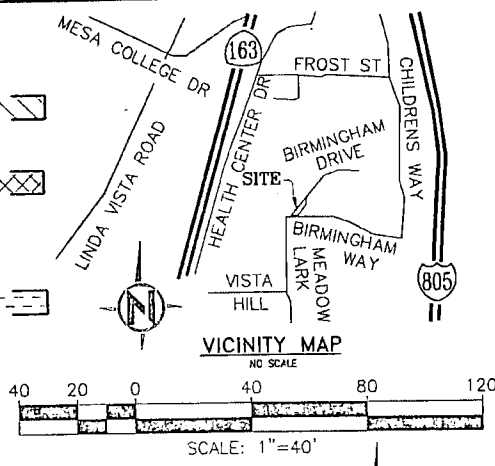 MESA COLLEGE DR
163
FROST ST
CHILDRENS WAY
LINDA VISTA ROAD
HEALTH CENTER DR
BIRMINGHAM
DRIVE
SITE
BIRMINGHAM
WAY
MEADOW
LARK
VISTA
HILL
805
N
VICINITY MAP
NO SCALE
40 20 0 40 80 120
SCALE: 1"=40'